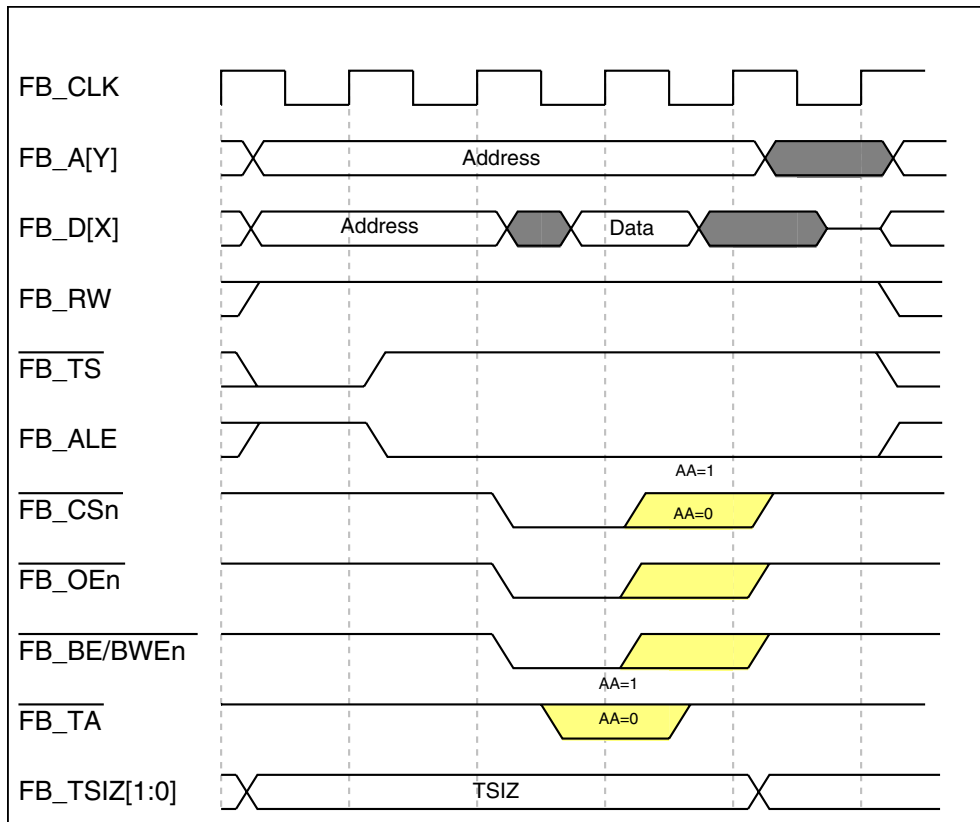 FB_CLK
FB_A[Y]
Address
FB_D[X]
Address
Data
FB_RW
FB_TS
FB_ALE
AA=1
FB_CSn
AA=0
FB_OEn
FB_BE/BWEn
AA=1
FB_TA
AA=0
FB_TSIZ[1:0]
TSIZ